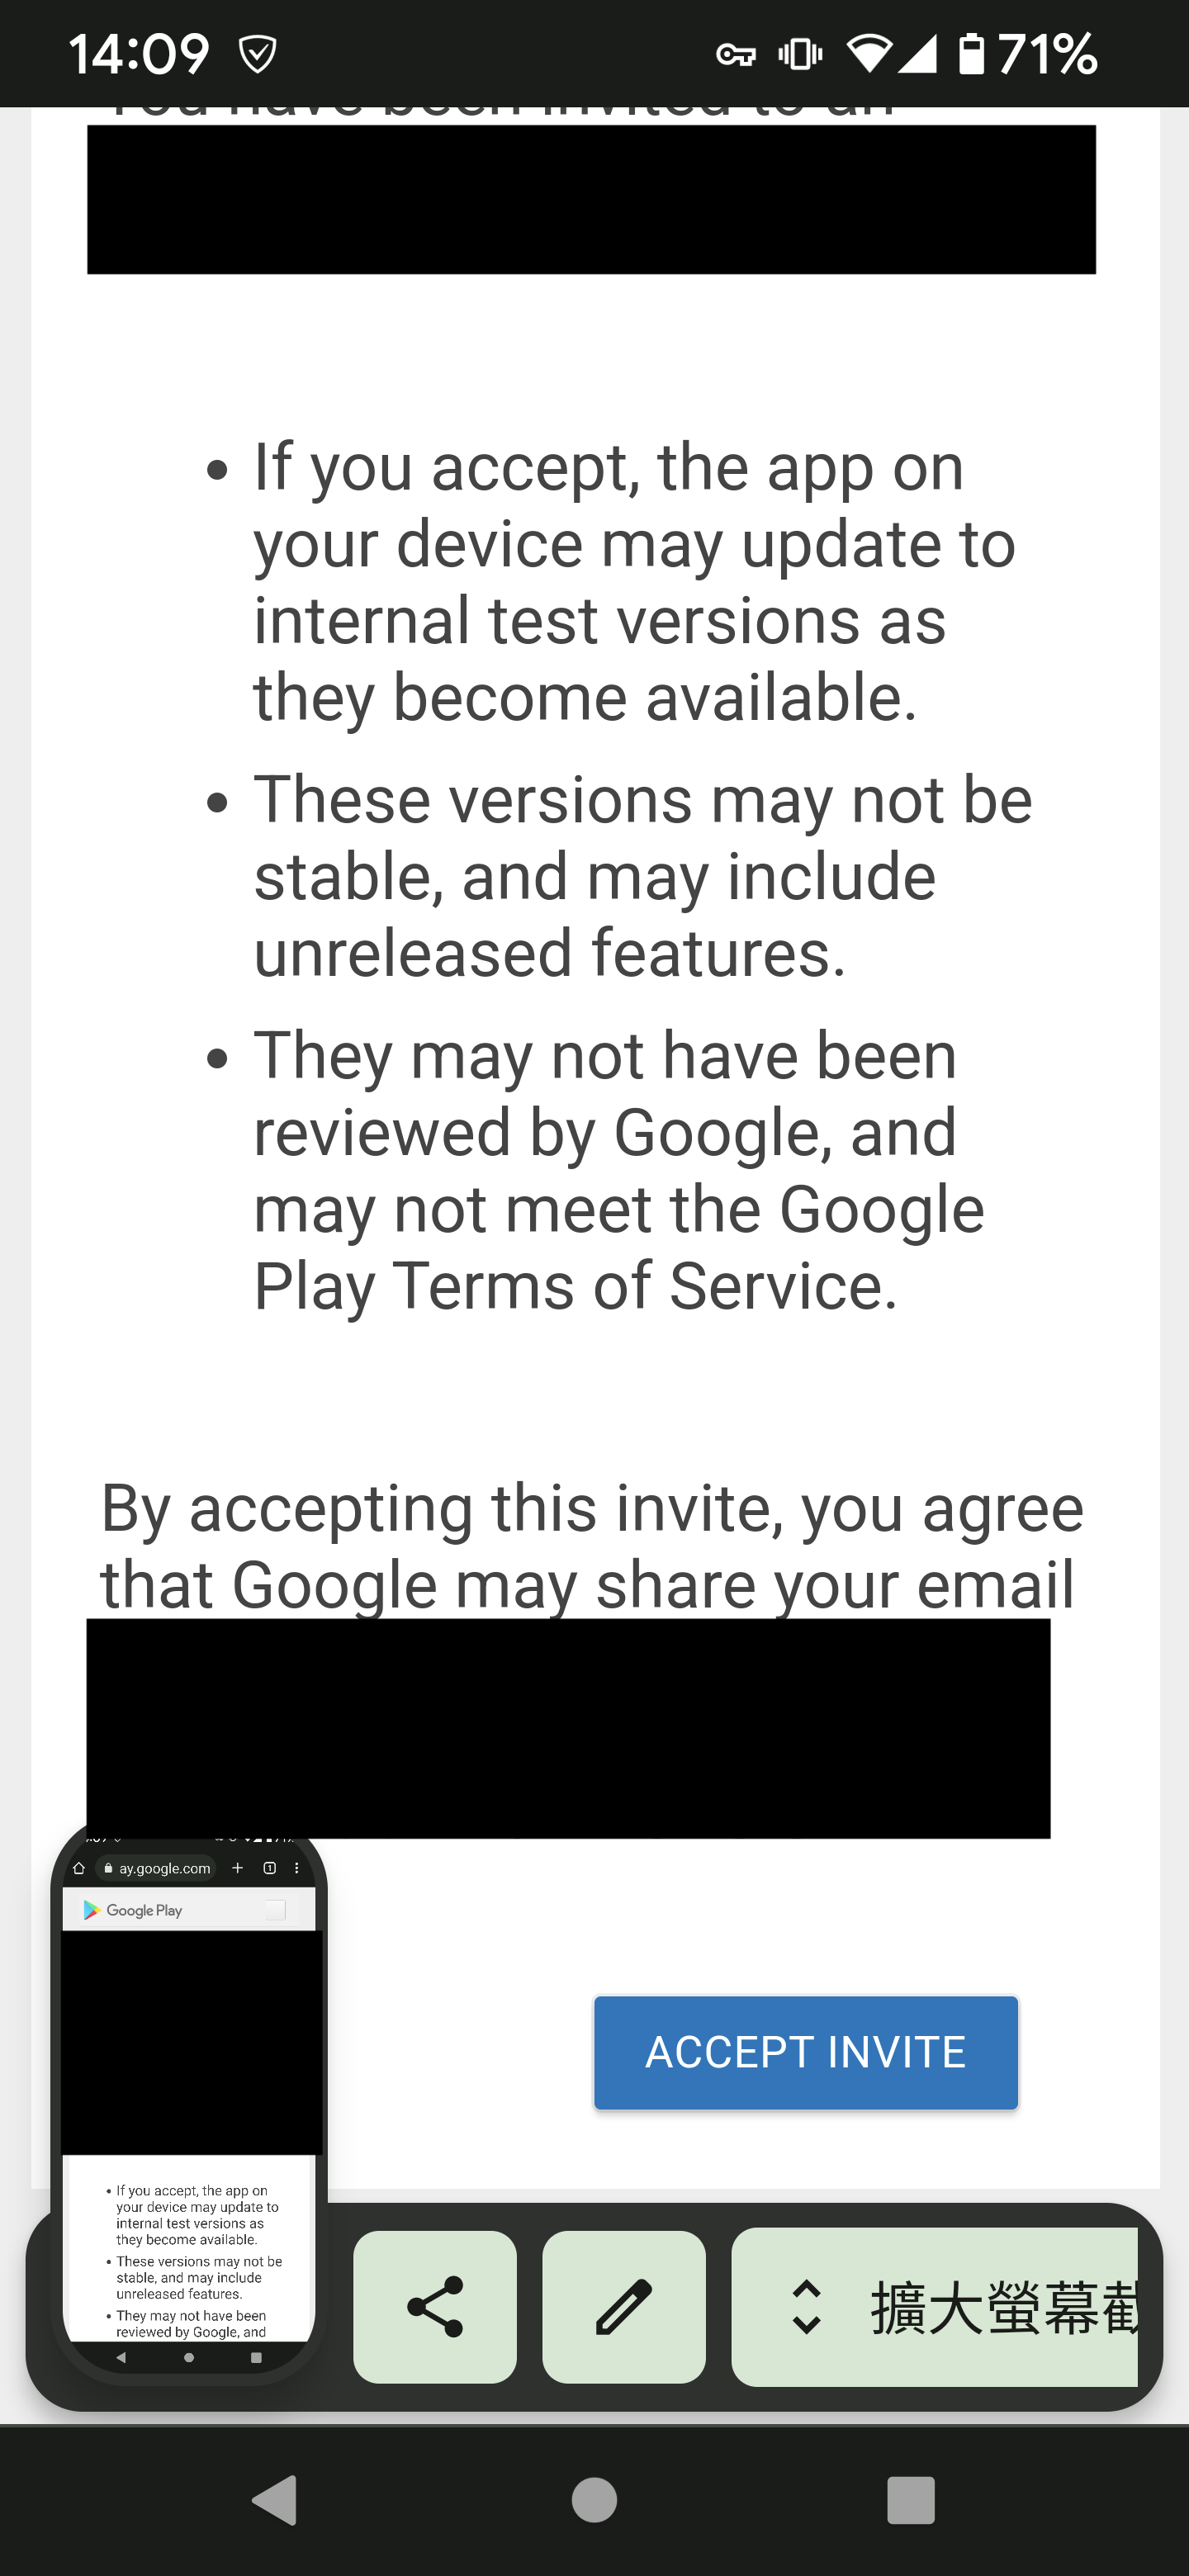 14:09
71%
You have been invited to an
If you accept, the app on
your device may update to
internal test versions as
they become available.
These versions may not be
stable, and may include
unreleased features.
They may not have been
reviewed by Google, and
may not meet the Google
Play Terms of Service.
By accepting this invite, you agree
that Google may share your email
ay.google.com
1
Google Play
If you accept, the app on
your device may update to
internal test versions as
they become available.
These versions may not be
stable, and may include
unreleased features.
They may not have been
reviewed by Google, and
ACCEPT INVITE
擴大螢幕